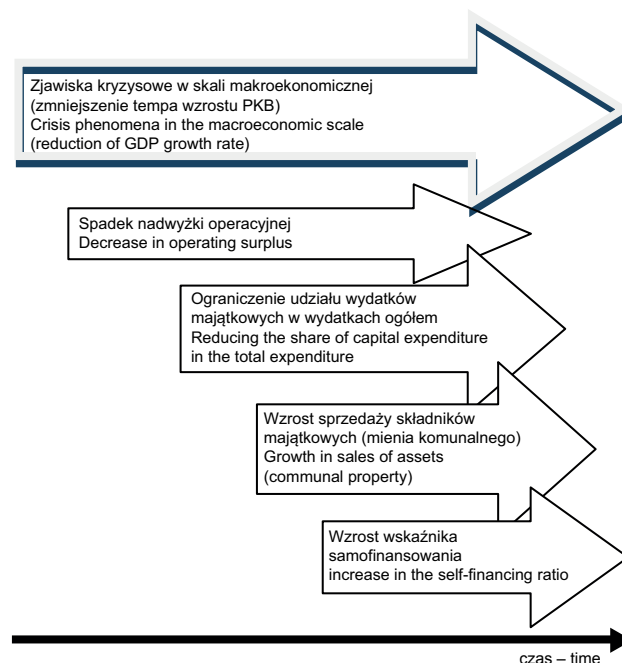 Zjawiska kryzysowe w skali makroekonomicznej
(zmniejszenie tempa wzrostu PKB)
Crisis phenomena in the macroeconomic scale
(reduction of GDP growth rate)
Spadek nadwyżki operacyjnej
Decrease in operating surplus
Ograniczenie udziału wydatków
majątkowych w wydatkach ogółem
Reducing the share of capital expenditure
in the total expenditure
Wzrost sprzedaży składników
majątkowych (mienia komunalnego)
Growth in sales of assets
(communal property)
Wzrost wskaźnika
samofinansowania
increase in the self-financing ratio
czas – time